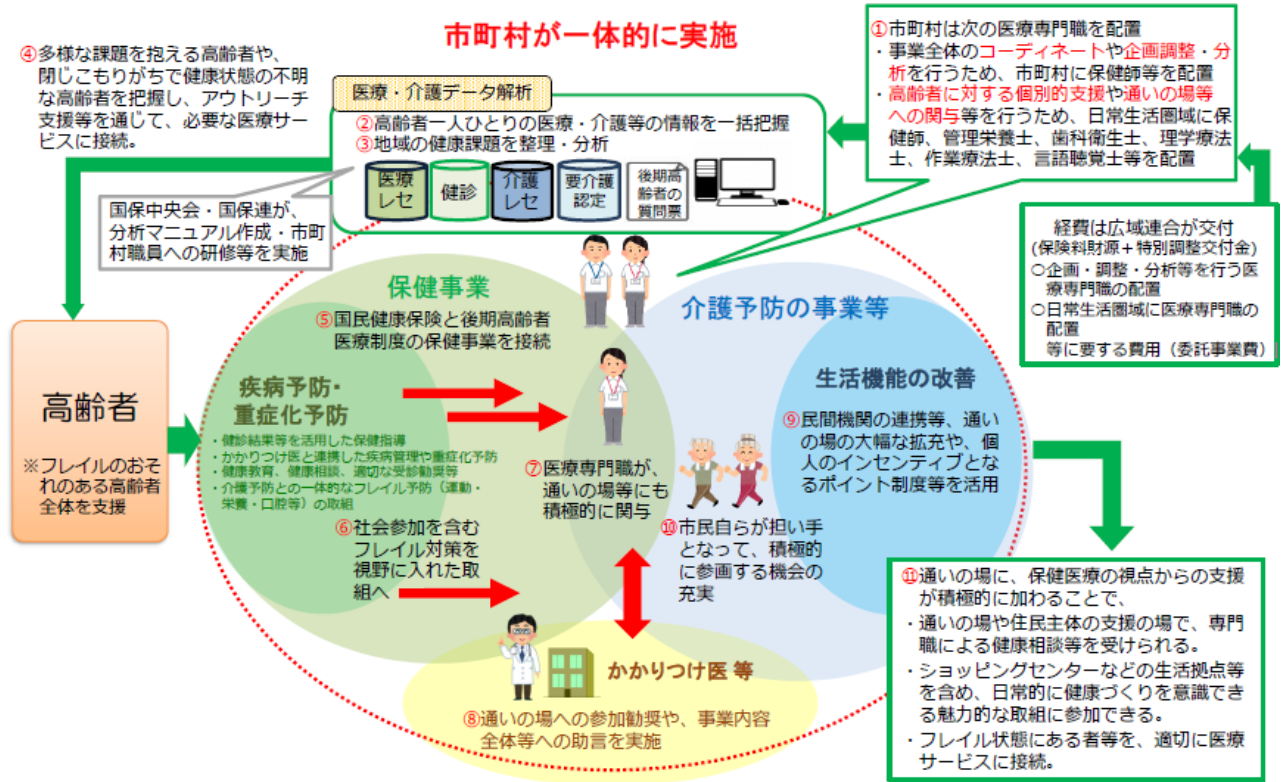 市町村が一体的に実施
④多様な課題を抱える高齢者や、
閉じこもりがちで健康状態の不明
な高齢者を把握し、アウトリーチ
支援等を通じて、必要な医療サー
ビスに接続。
医療・介護データ解析
②高齢者一人ひとりの医療・介護等の情報を一括把握
③地域の健康課題を整理・分析
医療
レセ
健診
介護
レセ
要介護
認定
後期高
齢者の
質問票
①市町村は次の医療専門職を配置
・事業全体のコーディネートや企画調整・分
析を行うため、市町村に保健師等を配置
・高齢者に対する個別的支援や通いの場等
への関与等を行うため、日常生活圏域に保
健師、管理栄養士、歯科衛生士、理学療法
士、作業療法士、言語聴覚士等を配置
国保中央会・国保連が、
分析マニュアル作成・市町
村職員への研修等を実施
経費は広域連合が交付
(保険料財源+特別調整交付金)
○企画・調整・分析等を行う医
療専門職の配置
○日常生活圏域に医療専門職の
配置
等に要する費用(委託事業費)
高齢者
※フレイルのおそ
れのある高齢者
全体を支援
保健事業
⑤国民健康保険と後期高齢者
医療制度の保健事業を接続
疾病予防・
重症化予防
・健診結果等を活用した保健指導
・かかりつけ医と連携した疾病管理や重症化予防
・健康教育、健康相談、適切な受診勧奨等
・介護予防との一体的なフレイル予防(運動・
栄養・口腔等)の取組
⑥社会参加を含む
フレイル対策を
視野に入れた取
組へ
⑦医療専門職が、
通いの場等にも
積極的に関与
介護予防の事業等
生活機能の改善
⑨民間機関の連携等、通い
の場の大幅な拡充や、個
人のインセンティブとな
るポイント制度等を活用
⑩市民自らが担い手
となって、積極的
に参画する機会の
充実
かかりつけ医 等
⑧通いの場への参加勧奨や、事業内容
全体等への助言を実施
⑪通いの場に、保健医療の視点からの支援
が積極的に加わることで、
・通いの場や住民主体の支援の場で、専門
職による健康相談等を受けられる。
・ショッピングセンターなどの生活拠点等
を含め、日常的に健康づくりを意識でき
る魅力的な取組に参加できる。
・フレイル状態にある者等を、適切に医療
サービスに接続。